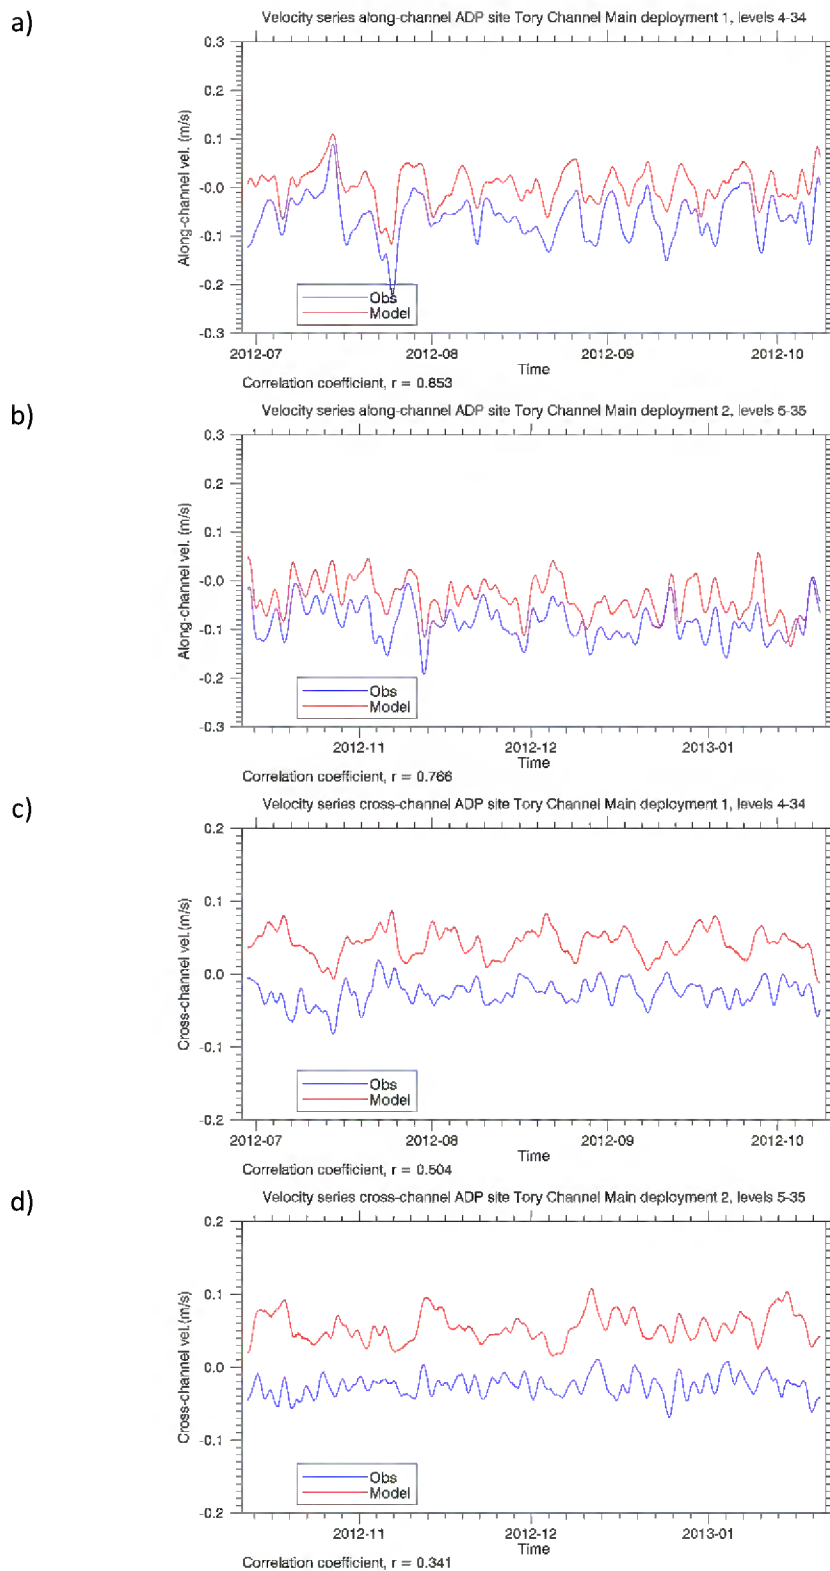 a)
Velocity series along-channel ADP site Tory Channel Main deployment 1, levels 4-34
0.3
0.2
0.1
-0.0
-0.1
-0.2
-0.3
Along-channel vel. (m/s)
Obs
Model
2012-07 2012-08 2012-09 2012-10
Time
Correlation coefficient, r = 0.853
b)
Velocity series along-channel ADP site Tory Channel Main deployment 2, levels 5-35
0.3
0.2
0.1
-0.0
-0.1
-0.2
-0.3
Along-channel vel. (m/s)
Obs
Model
2012-11 2012-12 2013-01
Time
Correlation coefficient, r = 0.766
c)
Velocity series cross-channel ADP site Tory Channel Main deployment 1, levels 4-34
0.2
0.1
0.0
-0.1
-0.2
Cross-channel vel.(m/s)
Obs
Model
2012-07 2012-08 2012-09 2012-10
Time
Correlation coefficient, r = 0.504
d)
Velocity series cross-channel ADP site Tory Channel Main deployment 2, levels 5-35
0.2
0.1
0.0
-0.1
-0.2
Cross-channel vel.(m/s)
Obs
Model
2012-11 2012-12 2013-01
Time
Correlation coefficient, r = 0.341